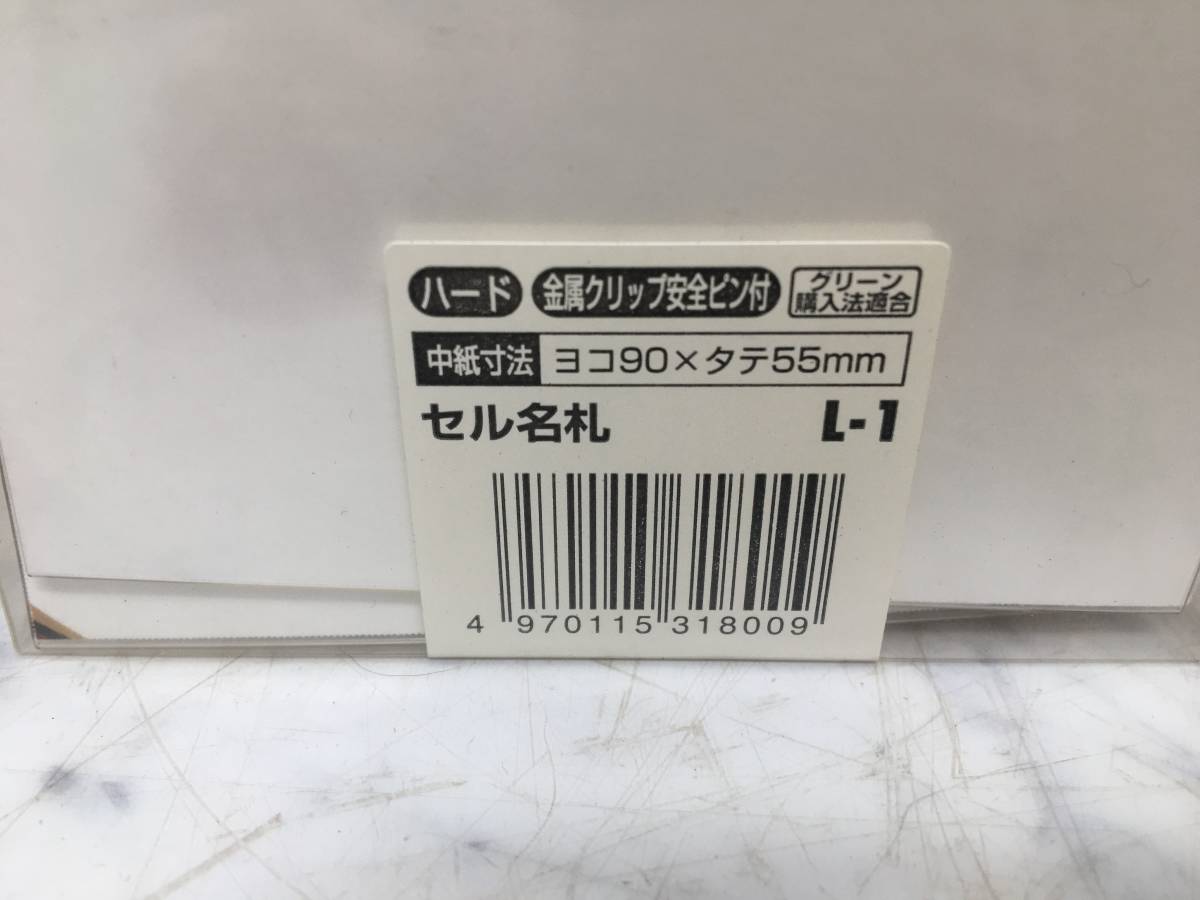 ハード 金属クリップ安全ピン付 グリーン
購入法適合
中紙寸法 ヨコ90×タテ55mm
セル名札 L-1
4 970115 318009